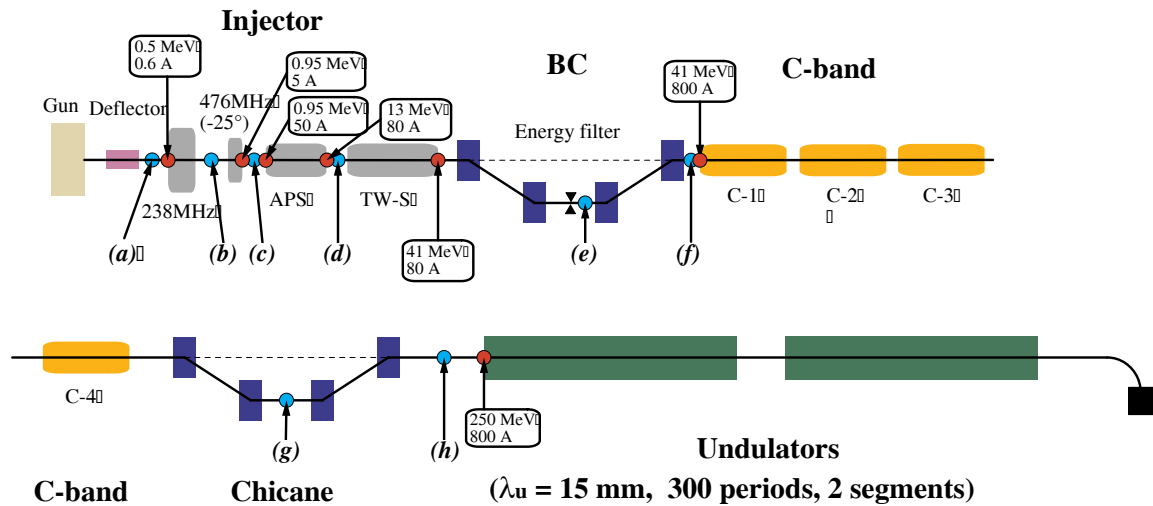 Injector
0.5 MeV
0.6 A
0.95 MeV
5 A
BC
41 MeV
800 A
C-band
Gun
Deflector
476MHz
(-25°)
0.95 MeV
50 A
13 MeV
80 A
Energy filter
238MHz
APS
TW-S
C-1
C-2
C-3
(a)
(b)
(c)
(d)
41 MeV
80 A
(e)
(f)
C-4
250 MeV
800 A
(g)
(h)
Undulators
C-band
Chicane
(λu = 15 mm, 300 periods, 2 segments)